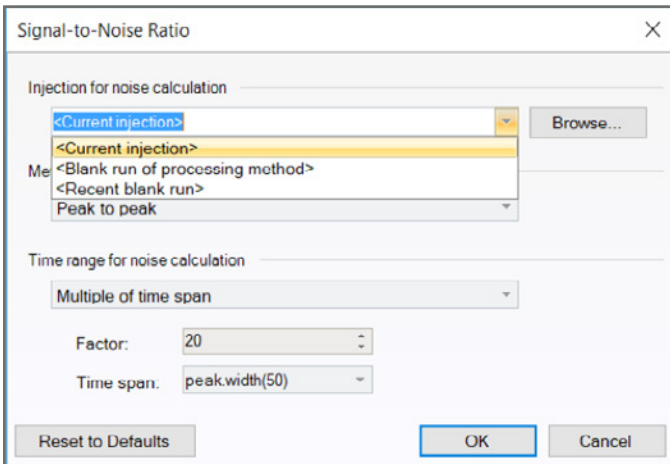 Signal-to-Noise Ratio
Injection for noise calculation
<Current injection>
Browse...
<Current injection>
<Blank run of processing method>
<Recent blank run>
Me
Peak to peak
Time range for noise calculation
Multiple of time span
Factor: 20
Time span: peak.width(50)
Reset to Defaults OK Cancel